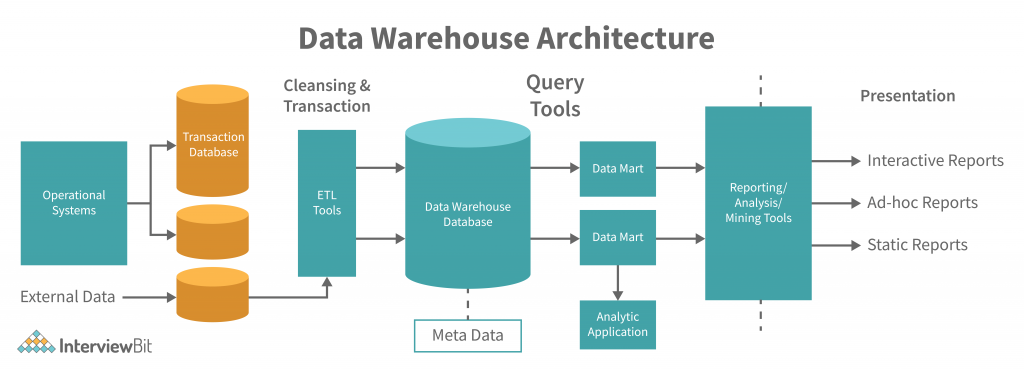 Data Warehouse Architecture
Cleansing &
Transaction
Query
Tools
Presentation
Transaction
Database
Operational
Systems
External Data
ETL
Tools
Data Warehouse
Database
Meta Data
Data Mart
Data Mart
Analytic
Application
Reporting/
Analysis/
Mining Tools
Interactive Reports
Ad-hoc Reports
Static Reports
InterviewBit